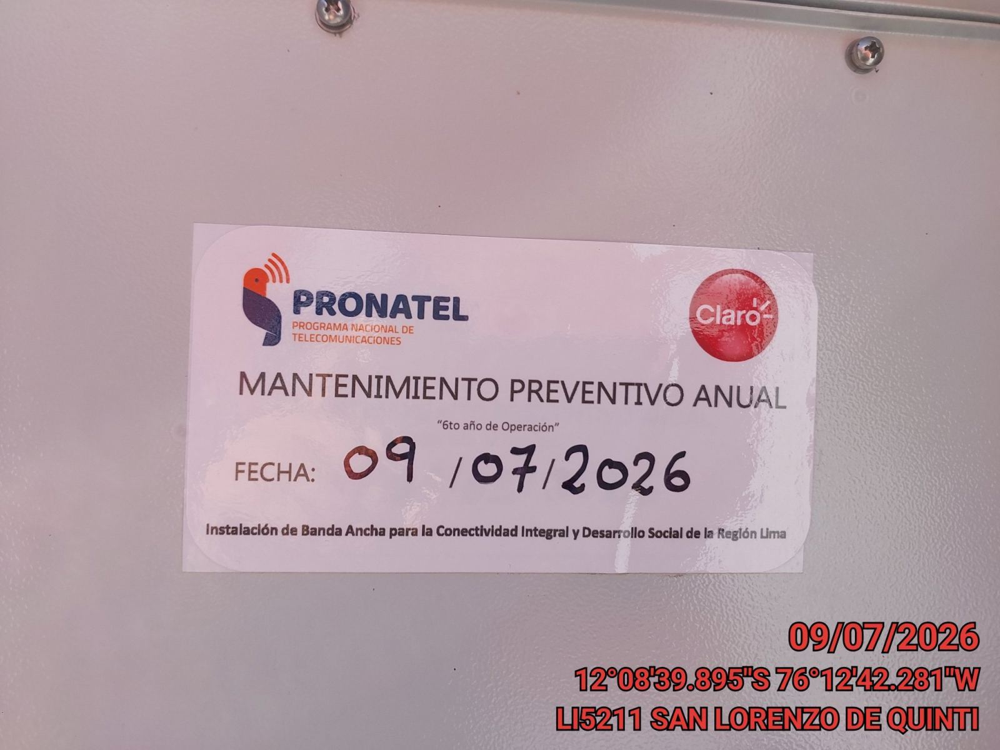 PRONATEL
PROGRAMA NACIONAL DE
TELECOMUNICACIONES
Claro
MANTENIMIENTO PREVENTIVO ANUAL
“6to año de Operación”
FECHA: 09/07/2026
Instalación de Banda Ancha para la Conectividad Integral y Desarrollo Social de la Región Lima
09/07/2026
12°08'39.895"S 76°12'42.281"W
LI5211 SAN LORENZO DE QUINTI